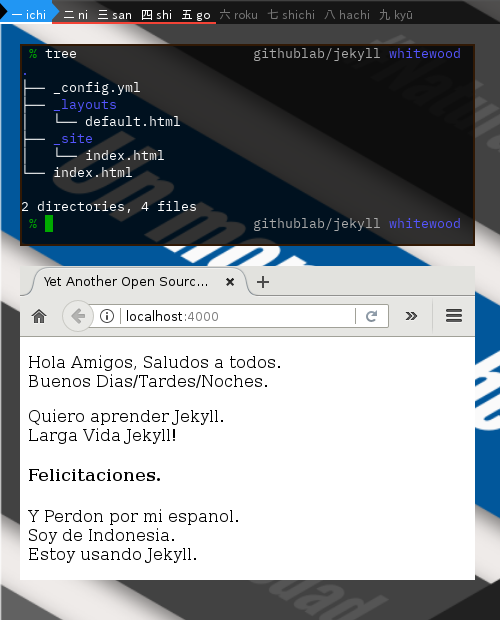 一 ichi 二 ni 三 san 四 shi 五 go 六 roku 七 shichi 八 hachi 九 kyū
% tree githublab/jekyll whitewood
.
├── _config.yml
├── _layouts
│   └── default.html
├── _site
│   └── index.html
└── index.html
2 directories, 4 files
% githublab/jekyll whitewood
Yet Another Open Sourc...
localhost:4000
Hola Amigos, Saludos a todos.
Buenos Dias/Tardes/Noches.
Quiero aprender Jekyll.
Larga Vida Jekyll!
Felicitaciones.
Y Perdon por mi espanol.
Soy de Indonesia.
Estoy usando Jekyll.